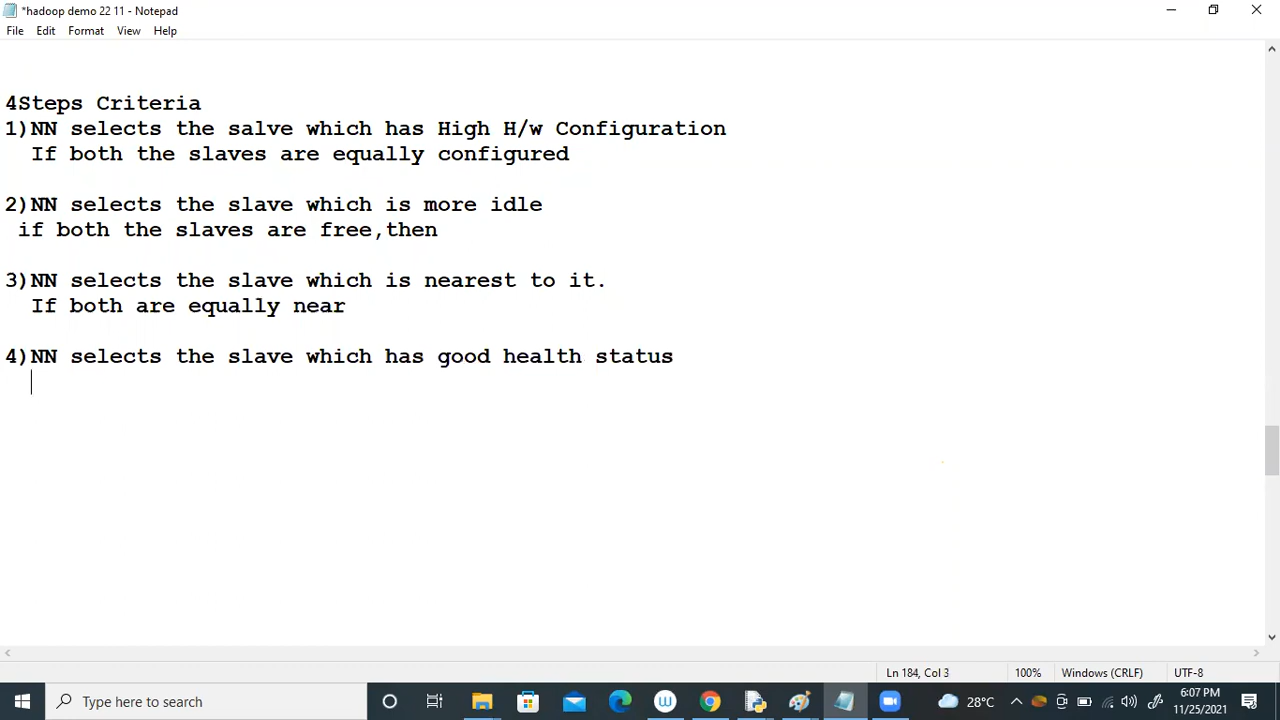 *hadoop demo 22 11 - Notepad
File Edit Format View Help
4Steps Criteria
1)NN selects the salve which has High H/w Configuration
If both the slaves are equally configured
2)NN selects the slave which is more idle
if both the slaves are free,then
3)NN selects the slave which is nearest to it.
If both are equally near
4)NN selects the slave which has good health status
Ln 184, Col 3 100% Windows (CRLF) UTF-8
Type here to search
28°C
6:07 PM
11/25/2021